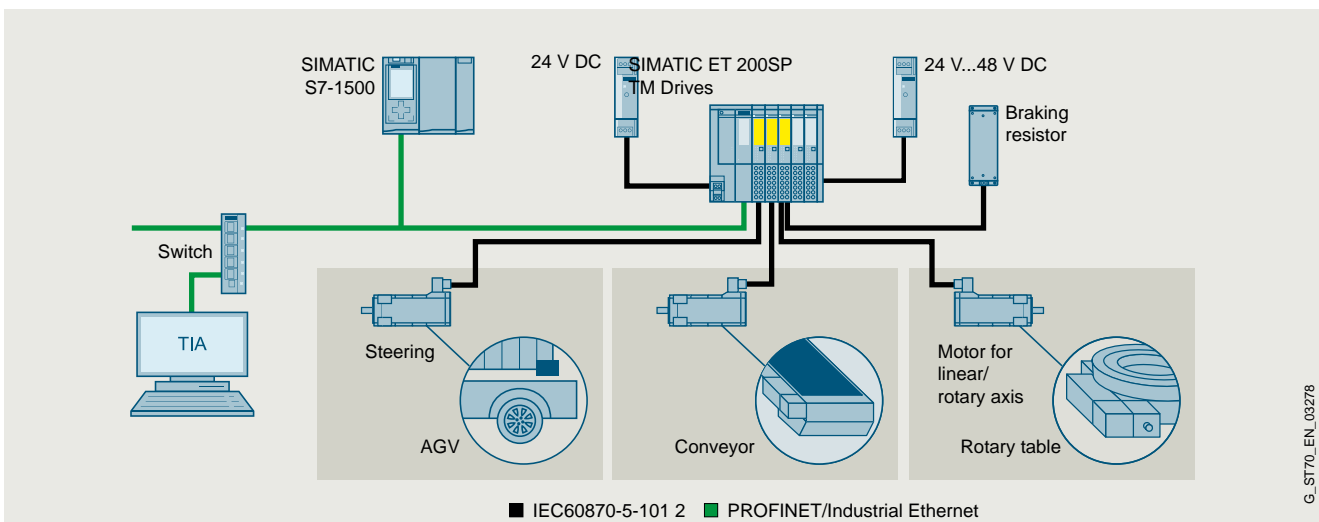 SIMATIC
S7-1500
24 V DC
SIMATIC ET 200SP
TM Drives
24 V...48 V DC
Braking
resistor
Switch
TIA
Steering
AGV
Conveyor
Motor for
linear/
rotary axis
Rotary table
IEC60870-5-101 2
PROFINET/Industrial Ethernet
G_ST70_EN_03278